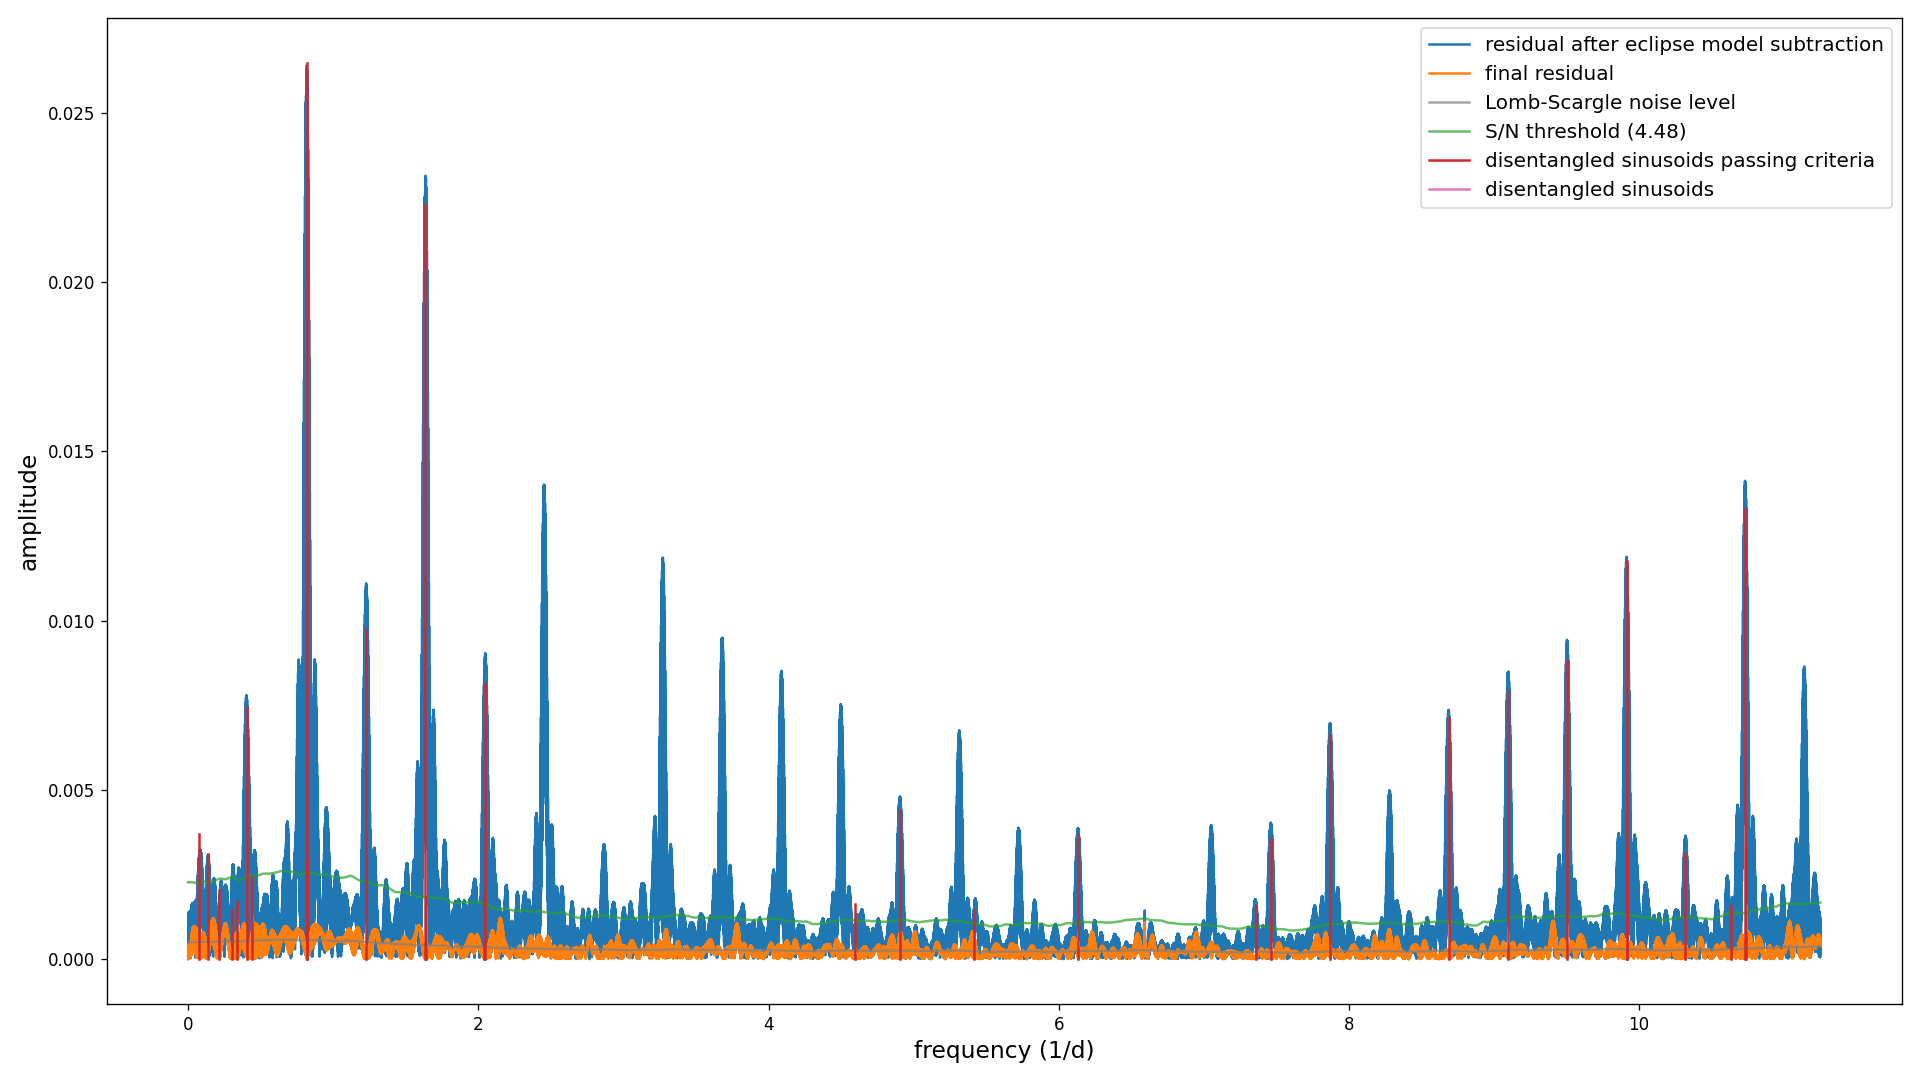 residual after eclipse model subtraction
final residual
Lomb-Scargle noise level
S/N threshold (4.48)
disentangled sinusoids passing criteria
disentangled sinusoids
0.025
0.020
0.015
0.010
0.005
0.000
amplitude
0 2 4 6 8 10
frequency (1/d)